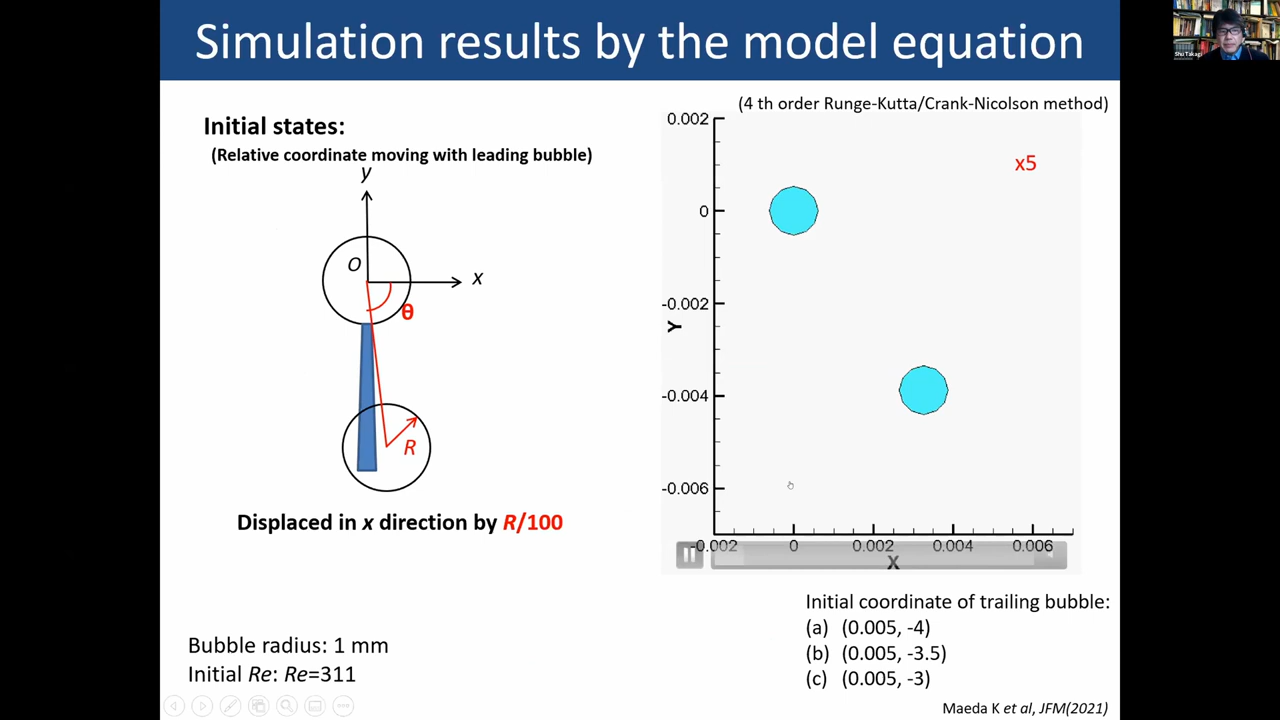 Simulation results by the model equation
Shu Takagi
Initial states:
(Relative coordinate moving with leading bubble)
y
O
x
θ
R
Displaced in x direction by R/100
Bubble radius: 1 mm
Initial Re: Re=311
(4 th order Runge-Kutta/Crank-Nicolson method)
x5
0.002
0
-0.002
-0.004
-0.006
Y
-0.002 0 0.002 0.004 0.006
X
Initial coordinate of trailing bubble:
(a) (0.005, -4)
(b) (0.005, -3.5)
(c) (0.005, -3)
Maeda K et al, JFM(2021)